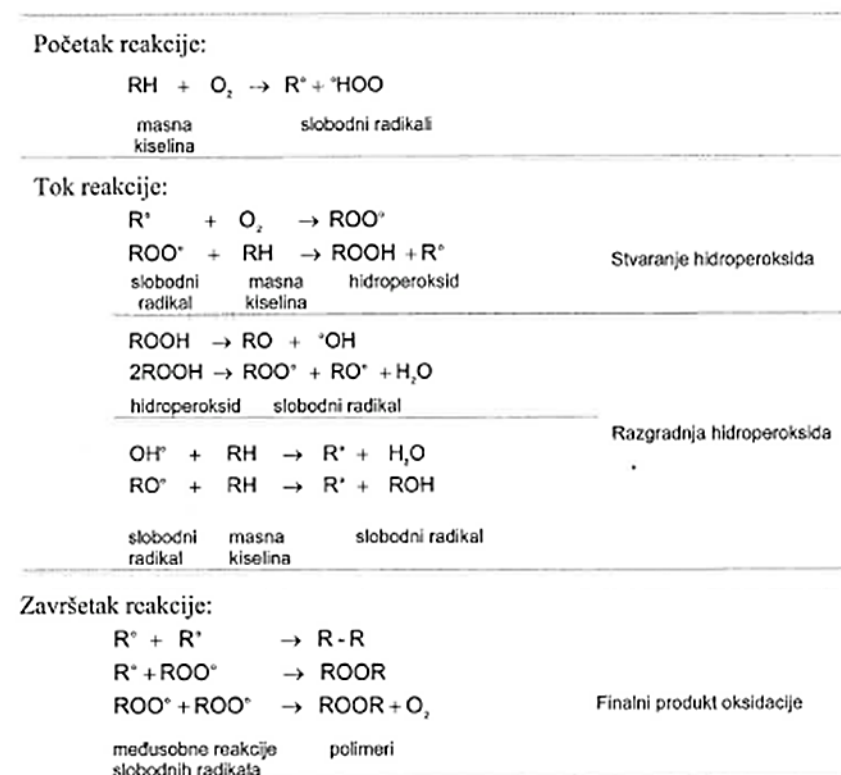 Početak reakcije:
RH + O₂ → R° + °HOO
masna slobodni radikali
kiselina
Tok reakcije:
R° + O₂ → ROO°
ROO° + RH → ROOH + R°
Stvaranje hidroperoksida
slobodni masna hidroperoksid
radikal kiselina
ROOH → RO + °OH
2ROOH → ROO° + RO° + H₂O
hidroperoksid slobodni radikal
Razgradnja hidroperoksida
OH° + RH → R° + H₂O
RO° + RH → R° + ROH
slobodni masna slobodni radikal
radikal kiselina
Završetak reakcije:
R° + R° → R - R
R° + ROO° → ROOR
ROO° + ROO° → ROOR + O₂ Finalni produkt oksidacije
međusobne reakcije polimeri
slobodnih radikala